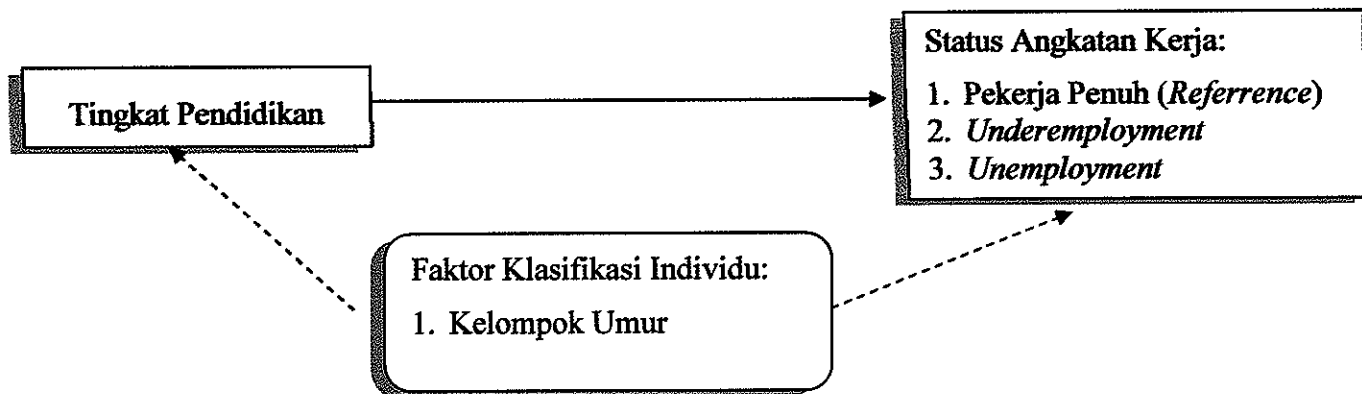 Tingkat Pendidikan
Status Angkatan Kerja:
1. Pekerja Penuh (Referrence)
2. Underemployment
3. Unemployment
Faktor Klasifikasi Individu:
1. Kelompok Umur